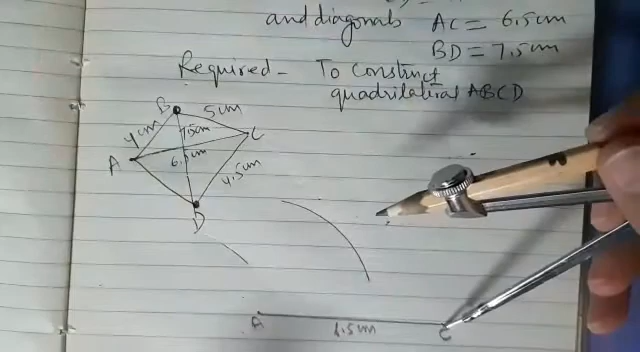 and diagonals AC = 6.5cm
BD = 7.5cm
Required - To Construct
quadrilateral ABCD
B
5cm
4cm
7.5cm
C
A
6.5cm
4.5cm
D
A
6.5cm
C